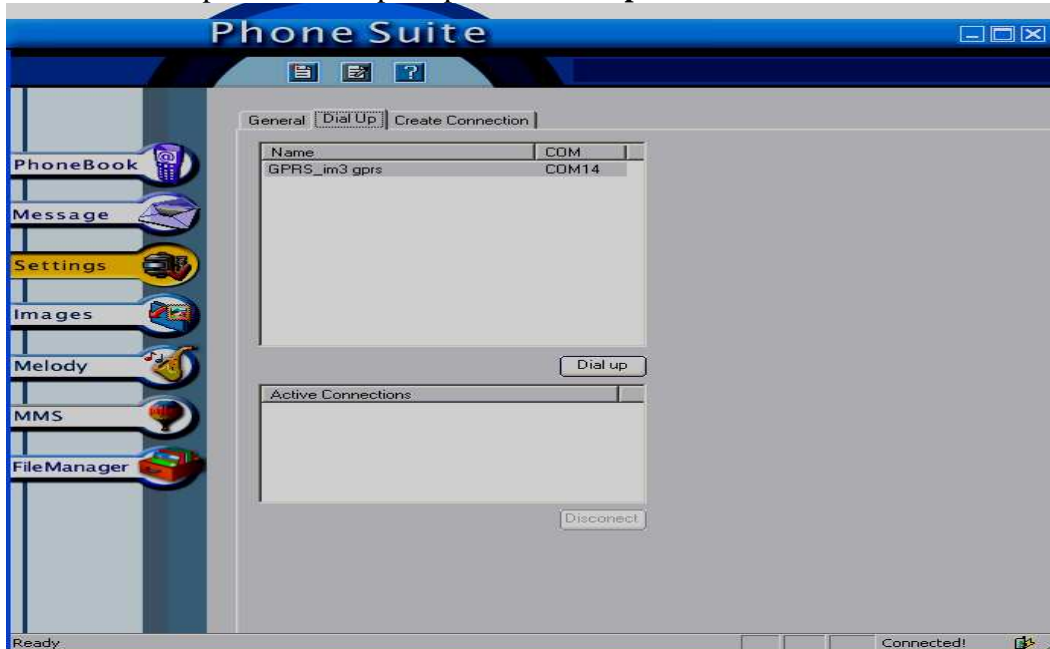 Phone Suite
General Dial Up Create Connection
PhoneBook
Message
Settings
Images
Melody
MMS
FileManager
Name COM
GPRS_im3 gprs COM14
Dial up
Active Connections
Disconect
Ready Connected!